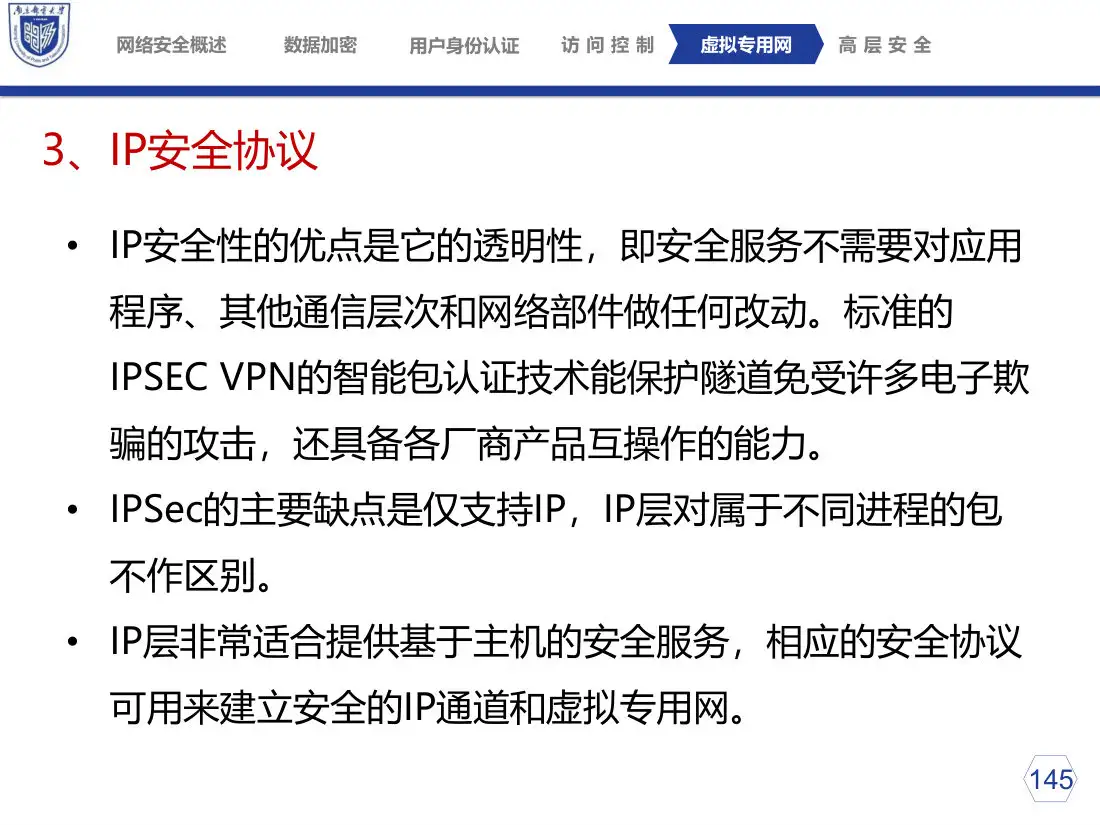 南京邮电大学
网络安全概述 数据加密 用户身份认证 访问控制 虚拟专用网 高层安全
3、IP安全协议
• IP安全性的优点是它的透明性，即安全服务不需要对应用
程序、其他通信层次和网络部件做任何改动。标准的
IPSEC VPN的智能包认证技术能保护隧道免受许多电子欺
骗的攻击，还具备各厂商产品互操作的能力。
• IPSec的主要缺点是仅支持IP，IP层对属于不同进程的包
不作区别。
• IP层非常适合提供基于主机的安全服务，相应的安全协议
可用来建立安全的IP通道和虚拟专用网。
145